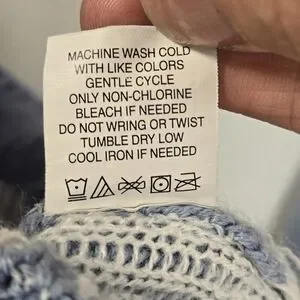 MACHINE WASH COLD
WITH LIKE COLORS
GENTLE CYCLE
ONLY NON-CHLORINE
BLEACH IF NEEDED
DO NOT WRING OR TWIST
TUMBLE DRY LOW
COOL IRON IF NEEDED